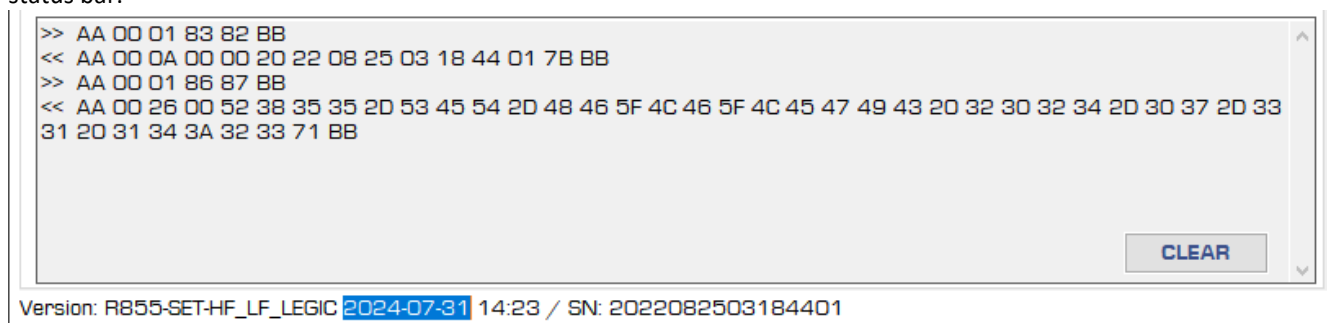 status bar:
>> AA 00 01 83 82 BB
<< AA 00 0A 00 00 20 22 08 25 03 18 44 01 7B BB
>> AA 00 01 86 87 BB
<< AA 00 26 00 52 38 35 35 2D 53 45 54 2D 48 46 5F 4C 46 5F 4C 45 47 49 43 20 32 30 32 34 2D 30 37 2D 33
31 20 31 34 3A 32 33 71 BB
CLEAR
Version: R855-SET-HF_LF_LEGIC 2024-07-31 14:23 / SN: 2022082503184401